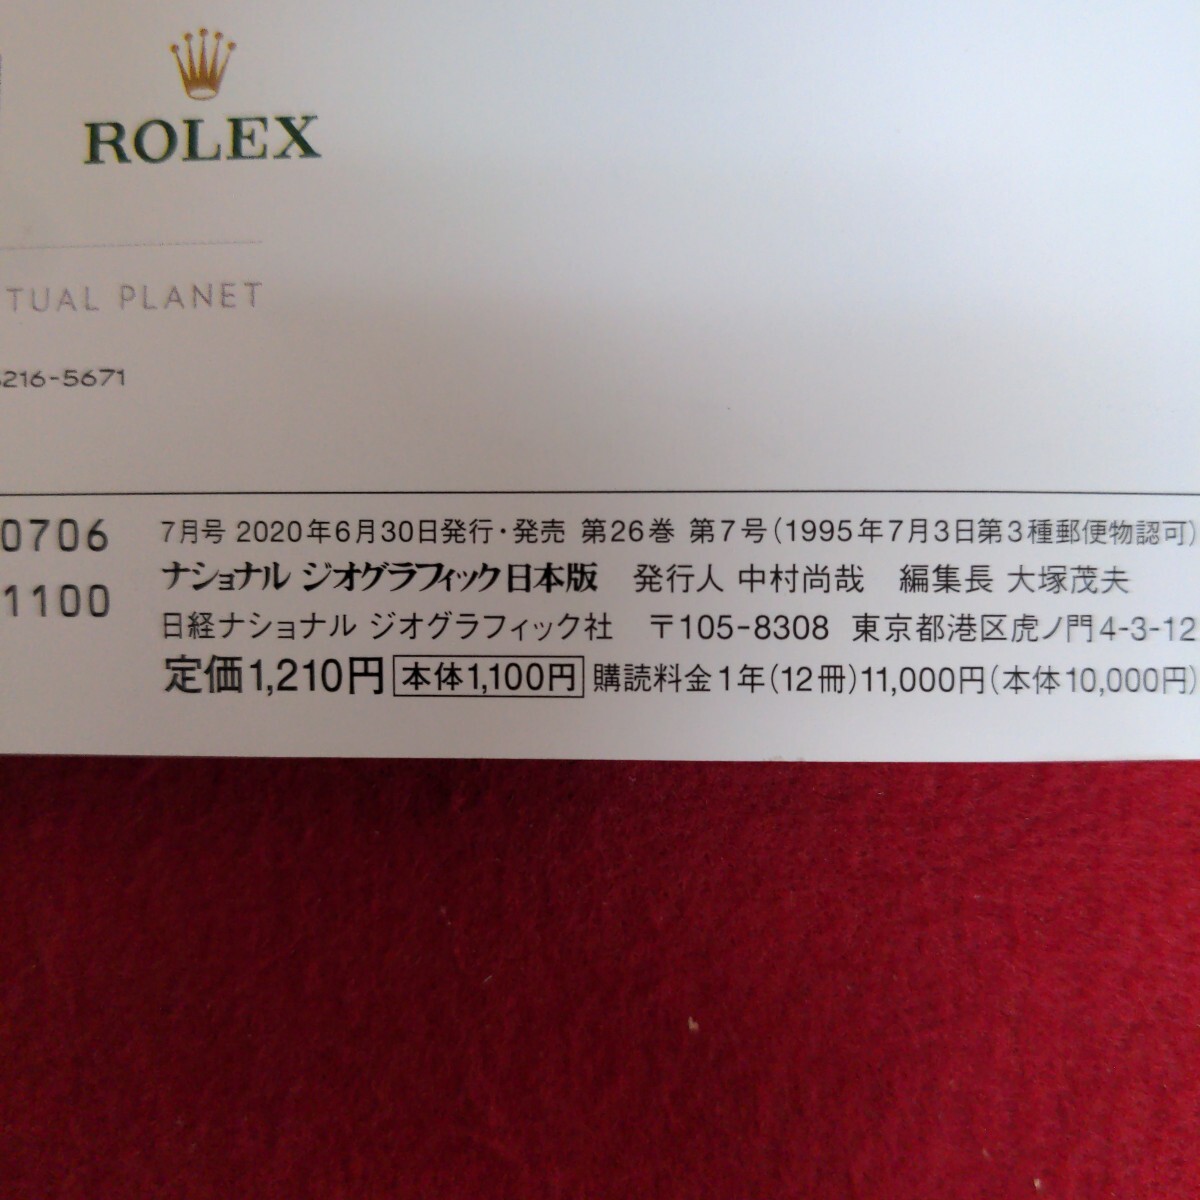 ROLEX
TUAL PLANET
216-5671
0706
1100
7月号 2020年6月30日発行・発売 第26巻 第7号(1995年7月3日第3種郵便物認可)
ナショナル ジオグラフィック日本版 発行人 中村尚哉 編集長 大塚茂夫
日経ナショナル ジオグラフィック社 〒105-8308 東京都港区虎ノ門4-3-12
定価1,210円 本体1,100円 購読料金1年(12冊)11,000円(本体10,000円)